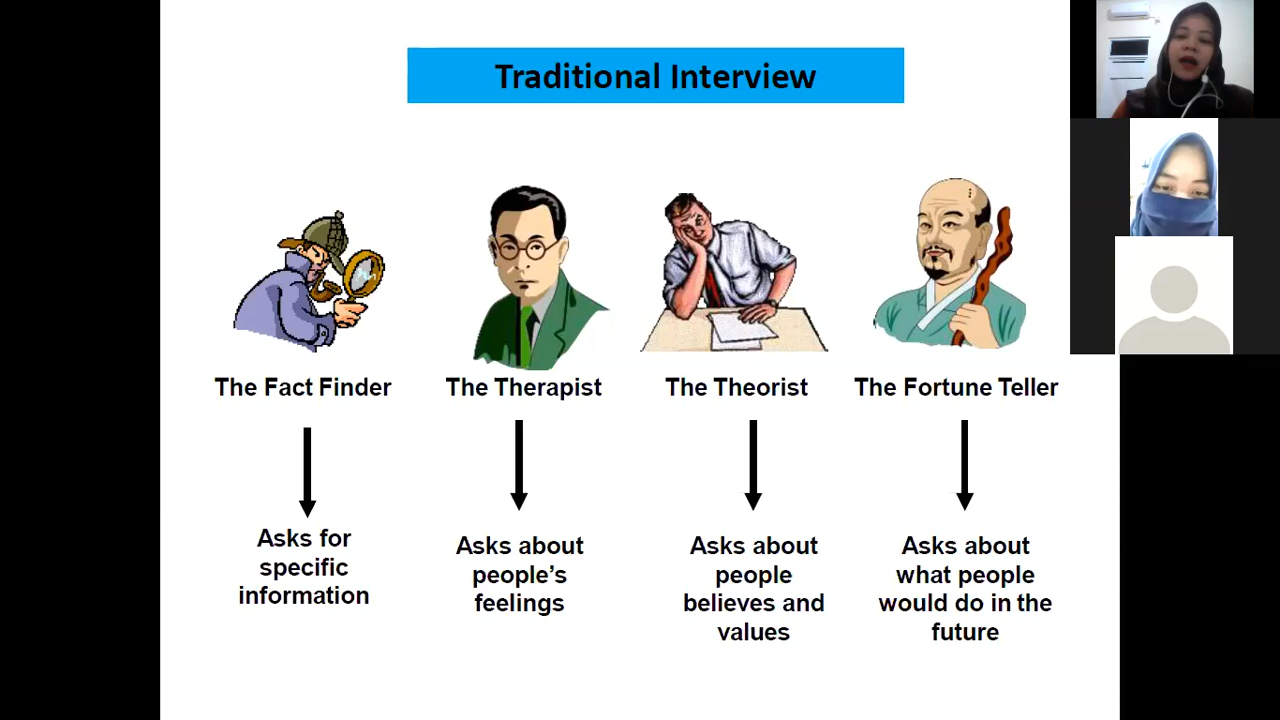 Traditional Interview
The Fact Finder
The Therapist
The Theorist
The Fortune Teller
Asks for
specific
information
Asks about
people’s
feelings
Asks about
people
believes and
values
Asks about
what people
would do in the
future